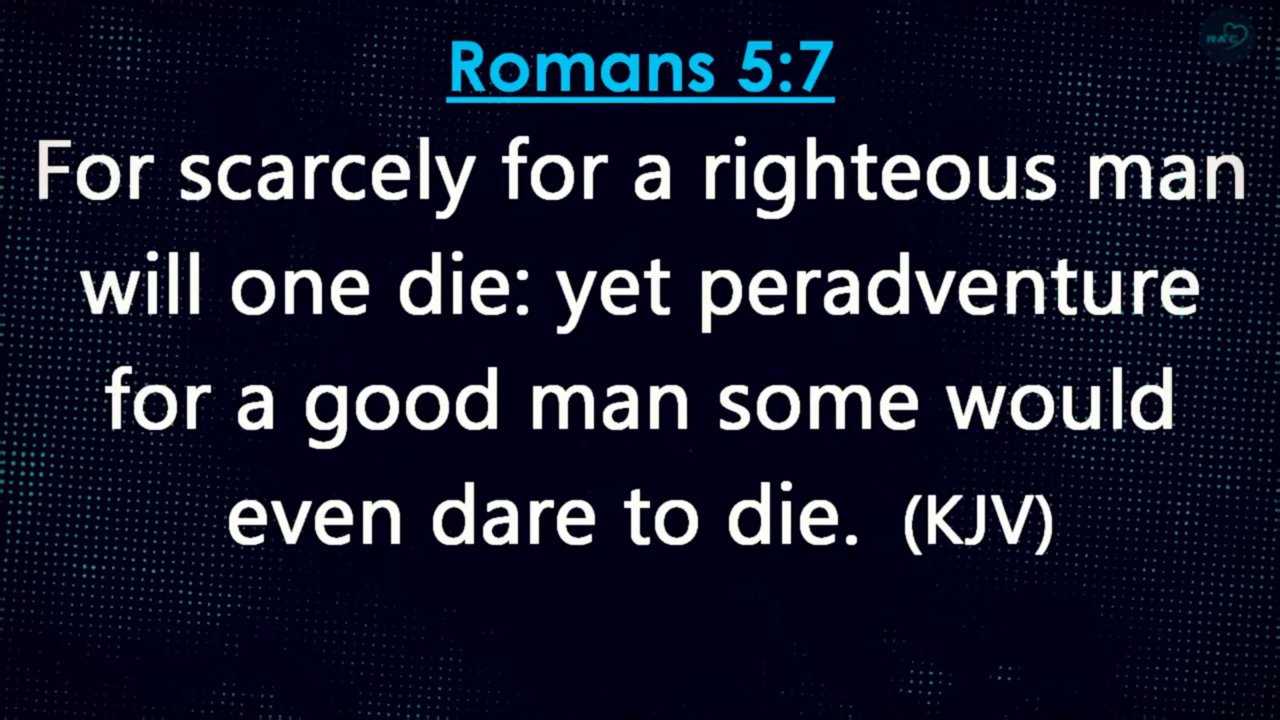 Romans 5:7
For scarcely for a righteous man
will one die: yet peradventure
for a good man some would
even dare to die. (KJV)